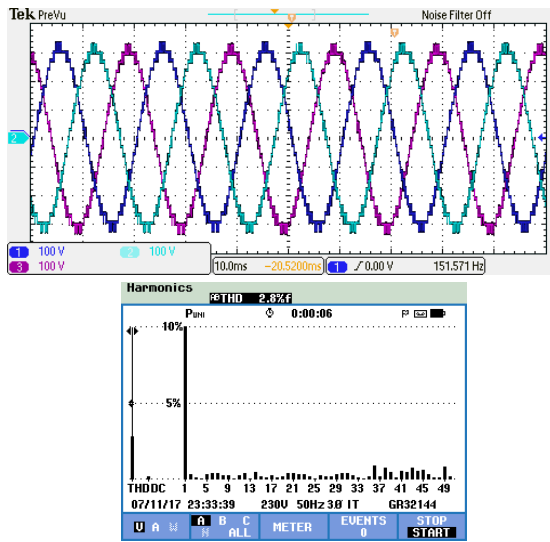 Tek PreVu Noise Filter Off
2
1 100 V 2 100 V
3 100 V 10.0ms -20.5200ms 1 0.00 V 151.571 Hz
Harmonics
THD 2.8%f
PUNI 0:00:06
10%
5%
THDDC 1 5 9 13 17 21 25 29 33 37 41 45 49
07/11/17 23:33:39 230V 50Hz 3Ø IT GR32144
V A W A B C N ALL METER EVENTS 0 STOP START